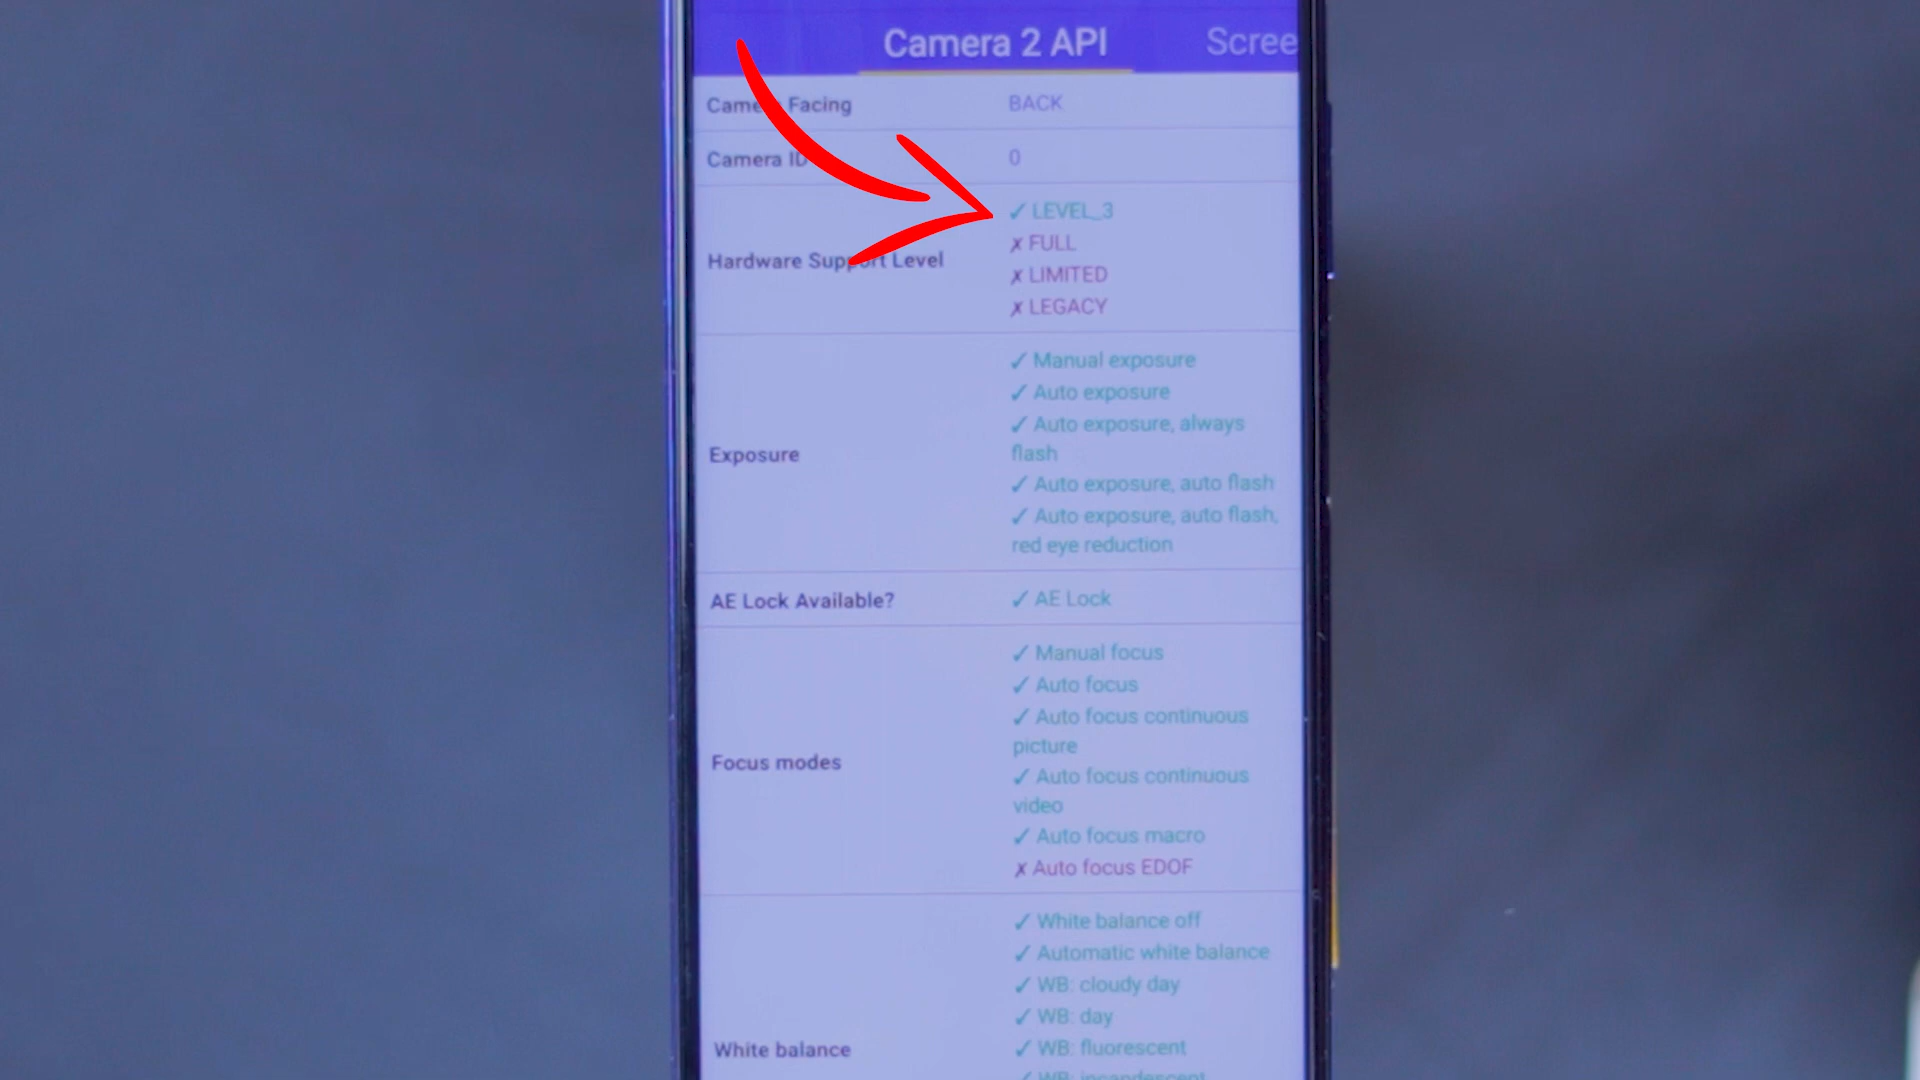 Camera 2 API Scree
Camera Facing BACK
Camera ID 0
Hardware Support Level
✓ LEVEL_3
✗ FULL
✗ LIMITED
✗ LEGACY
Exposure
✓ Manual exposure
✓ Auto exposure
✓ Auto exposure, always
flash
✓ Auto exposure, auto flash
✓ Auto exposure, auto flash,
red eye reduction
AE Lock Available? ✓ AE Lock
Focus modes
✓ Manual focus
✓ Auto focus
✓ Auto focus continuous
picture
✓ Auto focus continuous
video
✓ Auto focus macro
✗ Auto focus EDOF
White balance
✓ White balance off
✓ Automatic white balance
✓ WB: cloudy day
✓ WB: day
✓ WB: fluorescent
✓ WB: incandescent